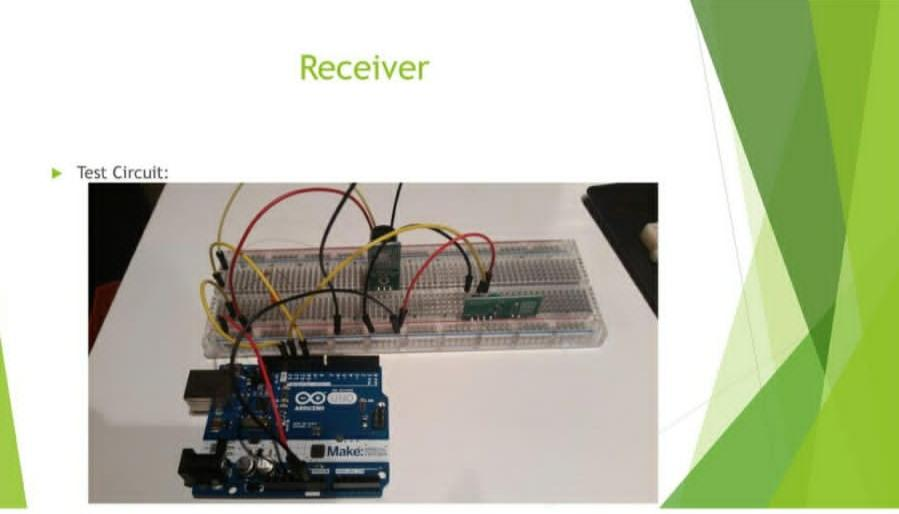 Receiver
Test Circuit:
UNO
ARDUINO
Make: